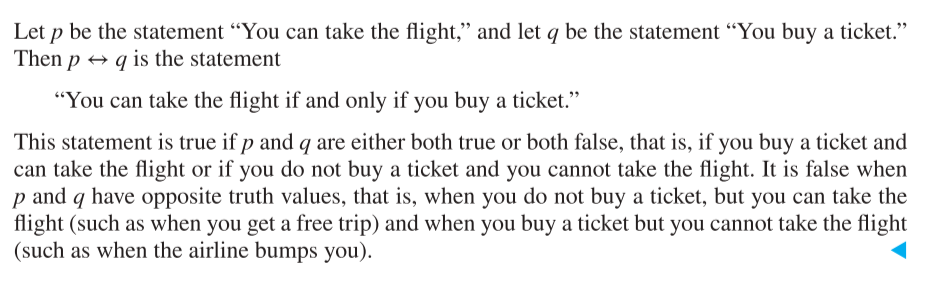 Let p be the statement “You can take the flight,” and let q be the statement “You buy a ticket.”
Then p ↔ q is the statement
“You can take the flight if and only if you buy a ticket.”
This statement is true if p and q are either both true or both false, that is, if you buy a ticket and
can take the flight or if you do not buy a ticket and you cannot take the flight. It is false when
p and q have opposite truth values, that is, when you do not buy a ticket, but you can take the
flight (such as when you get a free trip) and when you buy a ticket but you cannot take the flight
(such as when the airline bumps you).